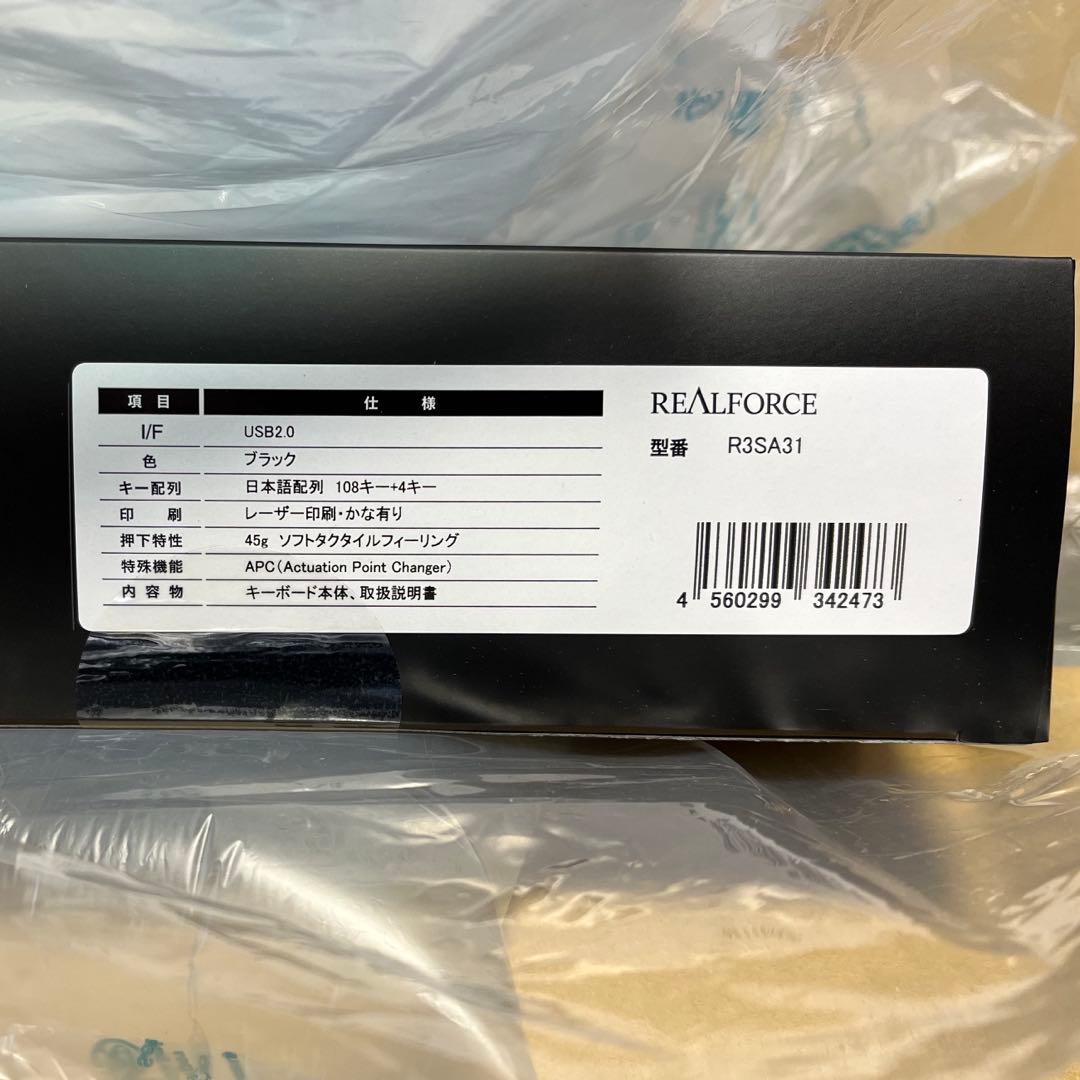 項目 仕様
I/F USB2.0
色 ブラック
キー配列 日本語配列 108キー+4キー
印刷 レーザー印刷・かな有り
押下特性 45g ソフトタクタイルフィーリング
特殊機能 APC(Actuation Point Changer)
内容物 キーボード本体、取扱説明書
REALFORCE
型番 R3SA31
4 560299 342473